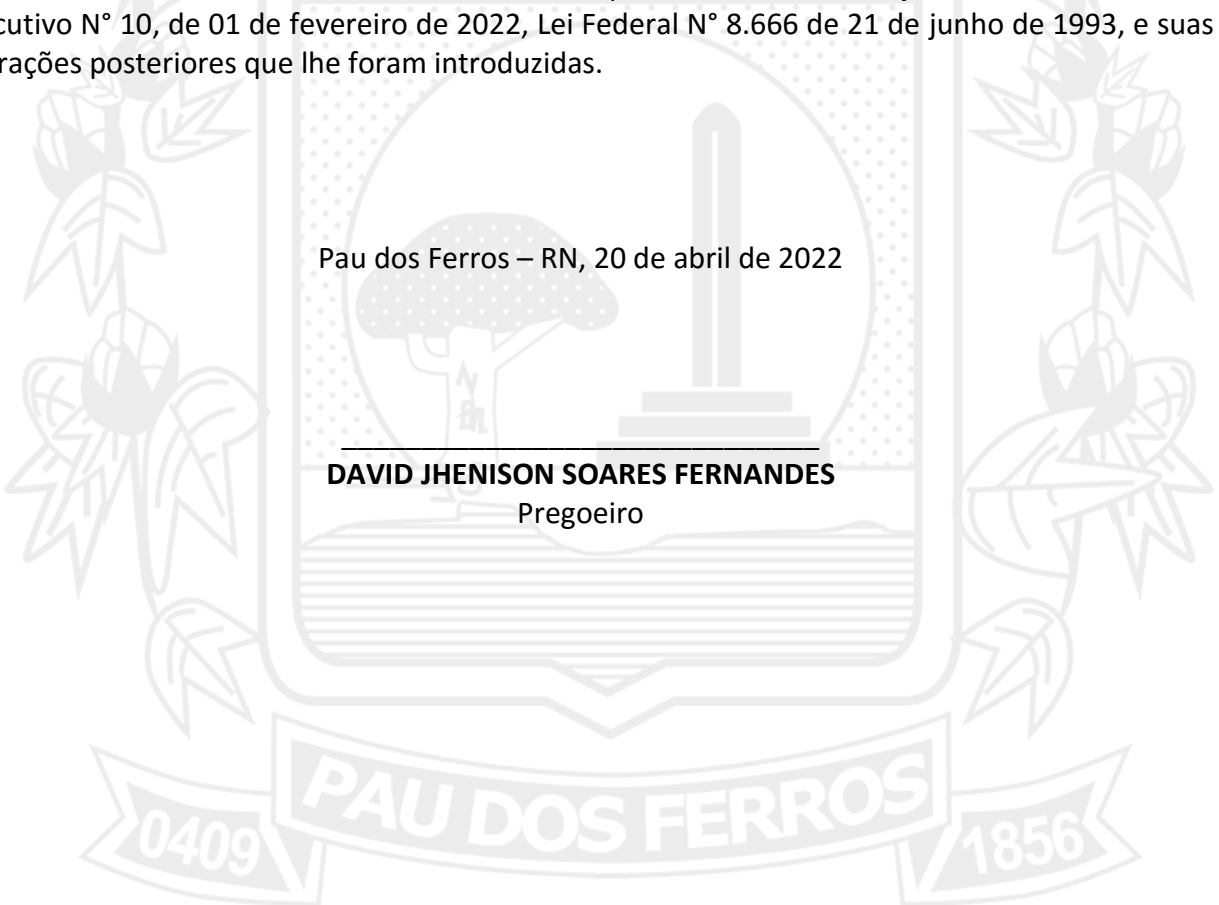 cutivo N° 10, de 01 de fevereiro de 2022, Lei Federal N° 8.666 de 21 de junho de 1993, e suas
rações posteriores que lhe foram introduzidas.
Pau dos Ferros – RN, 20 de abril de 2022
DAVID JHENISON SOARES FERNANDES
Pregoeiro
PAU DOS FERROS
0409
1856